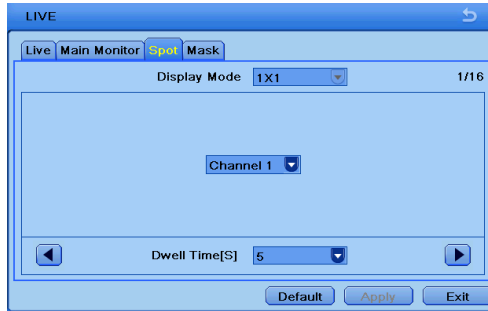 LIVE
Live Main Monitor Spot Mask
Display Mode 1X1 1/16
Channel 1
Dwell Time[S] 5
Default Apply Exit